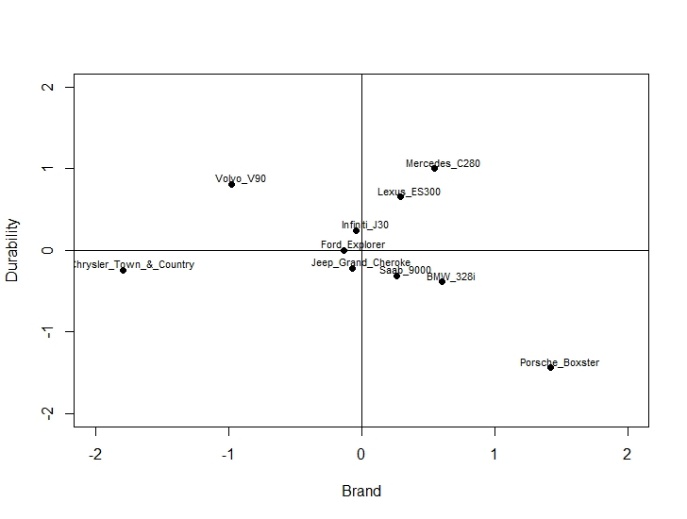 2
Mercedes_C280
1
Volvo_V90
Lexus_ES300
Infiniti_J30
Durability
0
Ford_Explorer
Chrysler_Town_&_Country
Jeep_Grand_Cheroke
Saab_9000
BMW_328i
-1
Porsche_Boxster
-2
-2 -1 0 1 2
Brand